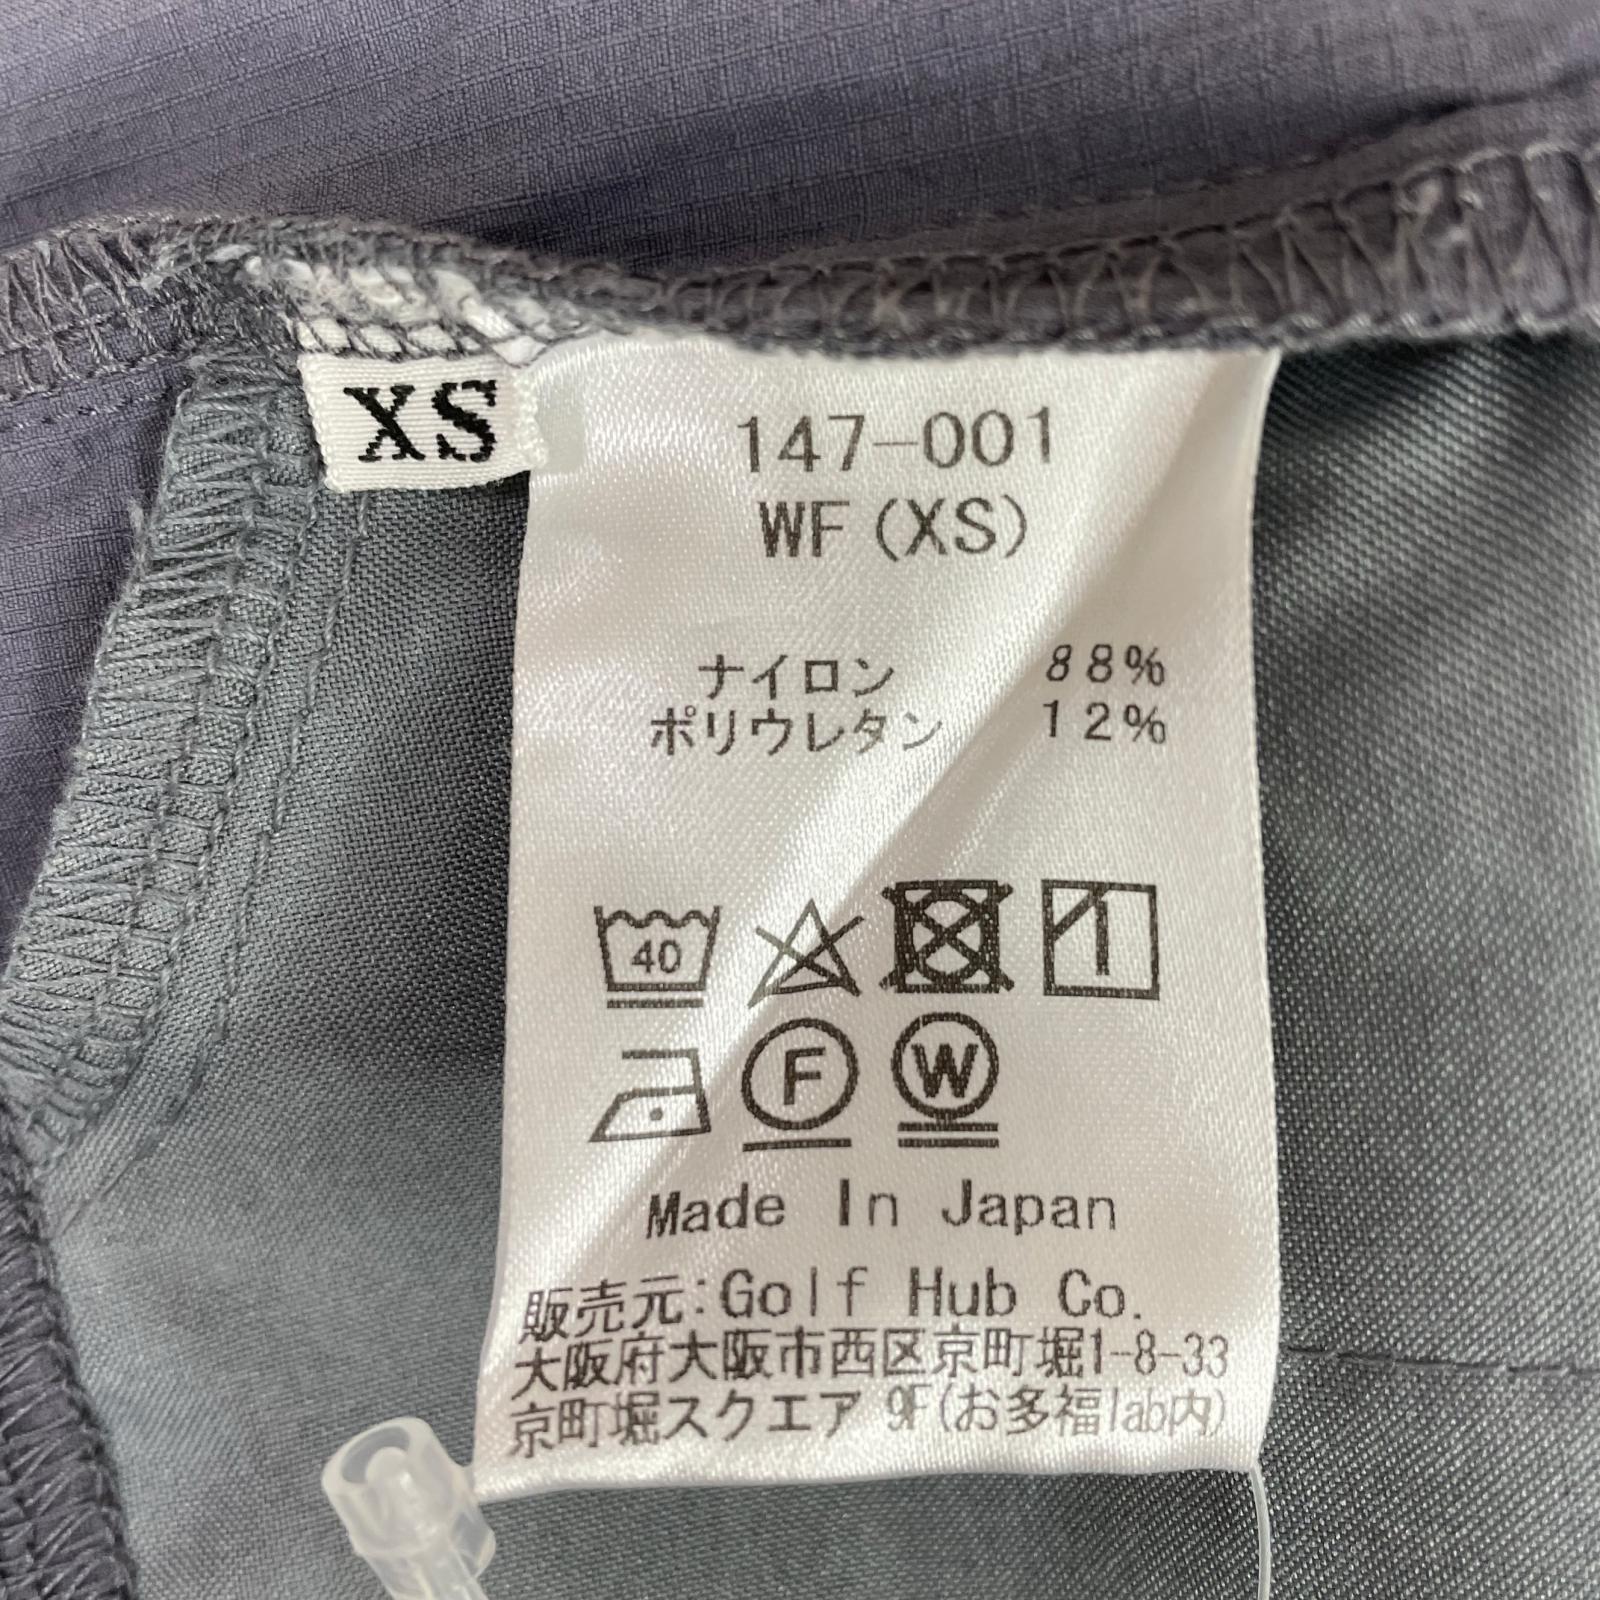 XS
147-001
WF(XS)
ナイロン 88%
ポリウレタン 12%
40
F W
Made In Japan
販売元:Golf Hub Co.
大阪府大阪市西区京町堀1-8-33
京町堀スクエア 9F(お多福lab内)